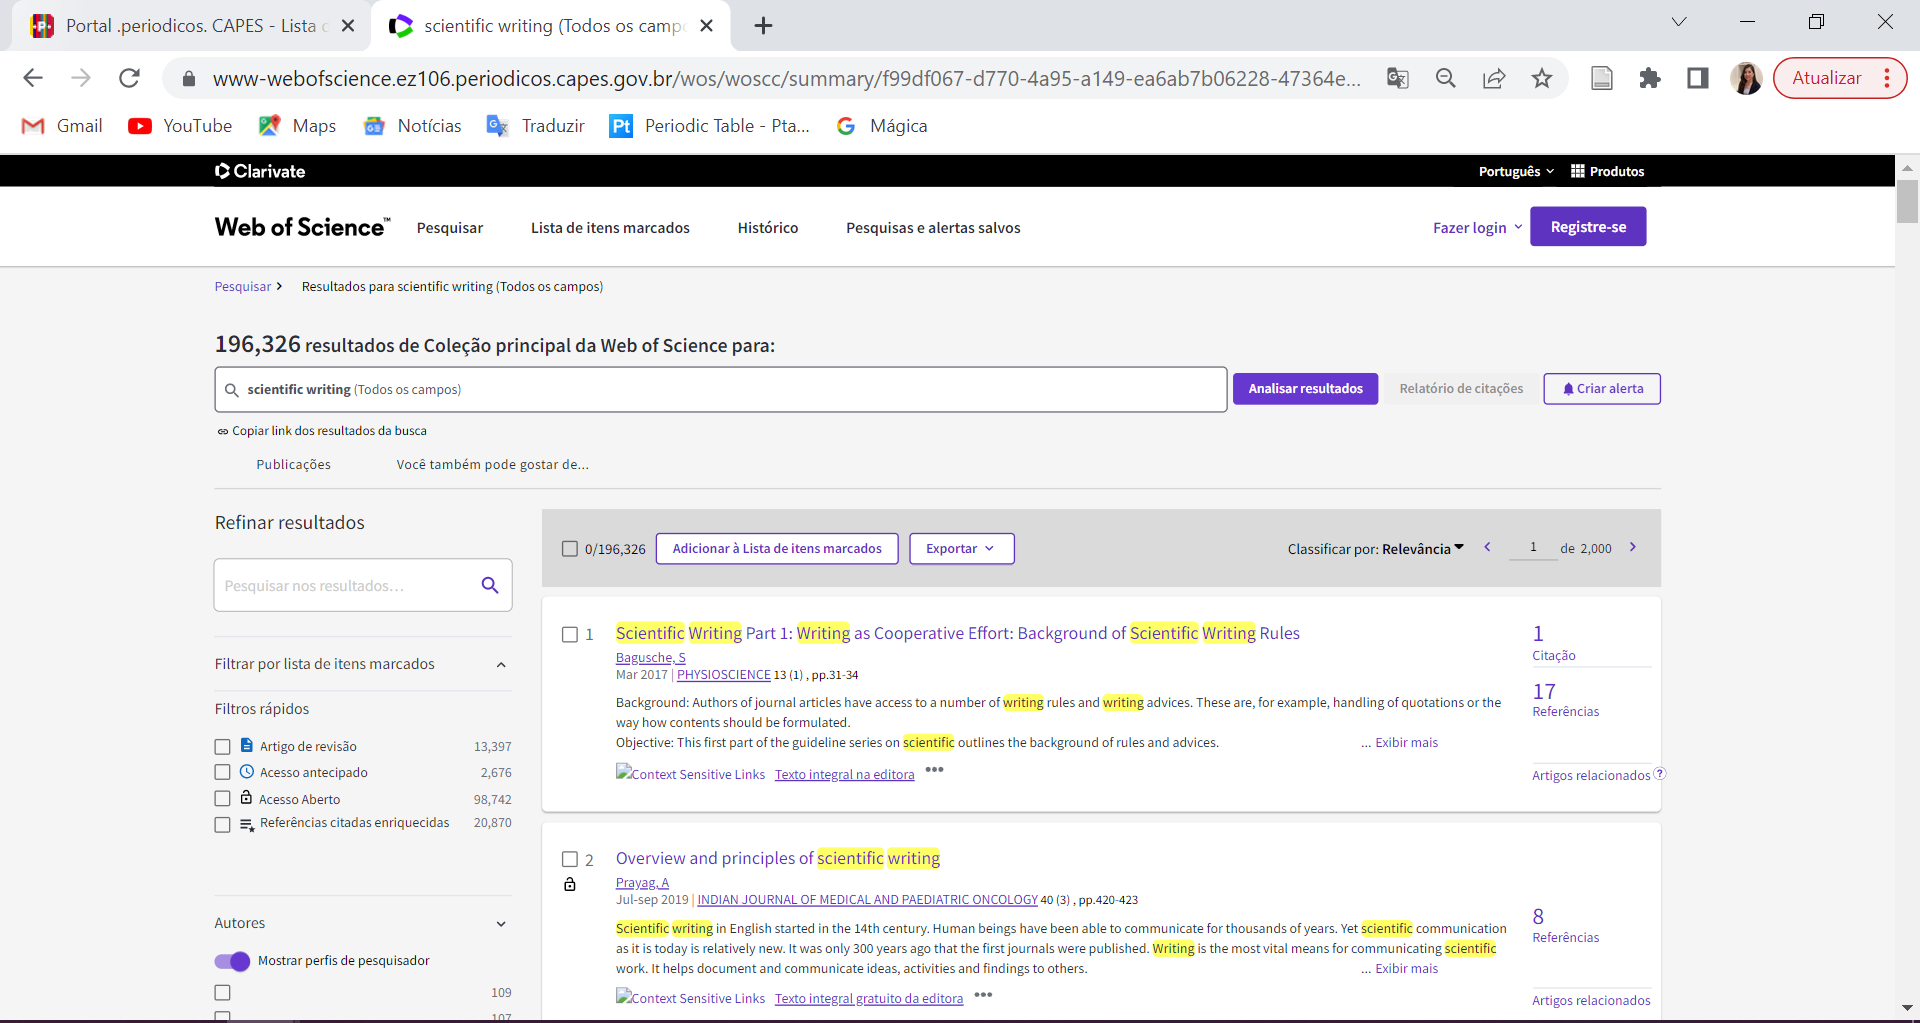 Portal .periodicos. CAPES - Lista
scientific writing (Todos os camp
www-webofscience.ez106.periodicos.capes.gov.br/wos/woscc/summary/f99df067-d770-4a95-a149-ea6ab7b06228-47364e...
Atualizar
Gmail YouTube Maps Notícias Traduzir Pt Periodic Table - Pta... Mágica
Clarivate
Português Produtos
Web of Science™ Pesquisar Lista de itens marcados Histórico Pesquisas e alertas salvos Fazer login Registre-se
Pesquisar > Resultados para scientific writing (Todos os campos)
196,326 resultados de Coleção principal da Web of Science para:
scientific writing (Todos os campos) Analisar resultados Relatório de citações Criar alerta
Copiar link dos resultados da busca
Publicações Você também pode gostar de...
Refinar resultados
Pesquisar nos resultados...
Filtrar por lista de itens marcados
Filtros rápidos
Artigo de revisão 13,397
Acesso antecipado 2,676
Acesso Aberto 98,742
Referências citadas enriquecidas 20,870
Autores
Mostrar perfis de pesquisador
109
107
0/196,326 Adicionar à Lista de itens marcados Exportar Classificar por: Relevância 1 de 2,000
1 Scientific Writing Part 1: Writing as Cooperative Effort: Background of Scientific Writing Rules
Bagusche, S
Mar 2017 | PHYSIOSCIENCE 13 (1) , pp.31-34
Background: Authors of journal articles have access to a number of writing rules and writing advices. These are, for example, handling of quotations or the
way how contents should be formulated.
Objective: This first part of the guideline series on scientific outlines the background of rules and advices. ... Exibir mais
Context Sensitive Links Texto integral na editora •••
1
Citação
17
Referências
Artigos relacionados ?
2 Overview and principles of scientific writing
Prayag, A
Jul-sep 2019 | INDIAN JOURNAL OF MEDICAL AND PAEDIATRIC ONCOLOGY 40 (3) , pp.420-423
Scientific writing in English started in the 14th century. Human beings have been able to communicate for thousands of years. Yet scientific communication
as it is today is relatively new. It was only 300 years ago that the first journals were published. Writing is the most vital means for communicating scientific
work. It helps document and communicate ideas, activities and findings to others. ... Exibir mais
Context Sensitive Links Texto integral gratuito da editora •••
8
Referências
Artigos relacionados